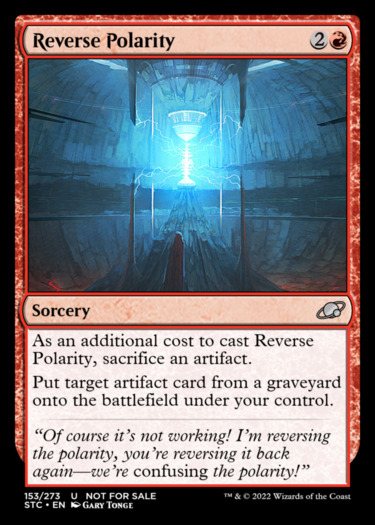 Reverse Polarity 2
Sorcery
As an additional cost to cast Reverse
Polarity, sacrifice an artifact.
Put target artifact card from a graveyard
onto the battlefield under your control.
“Of course it’s not working! I’m reversing
the polarity, you’re reversing it back
again—we’re confusing the polarity!”
153/273 U NOT FOR SALE
STC • EN Gary Tonge
™ & © 2022 Wizards of the Coast